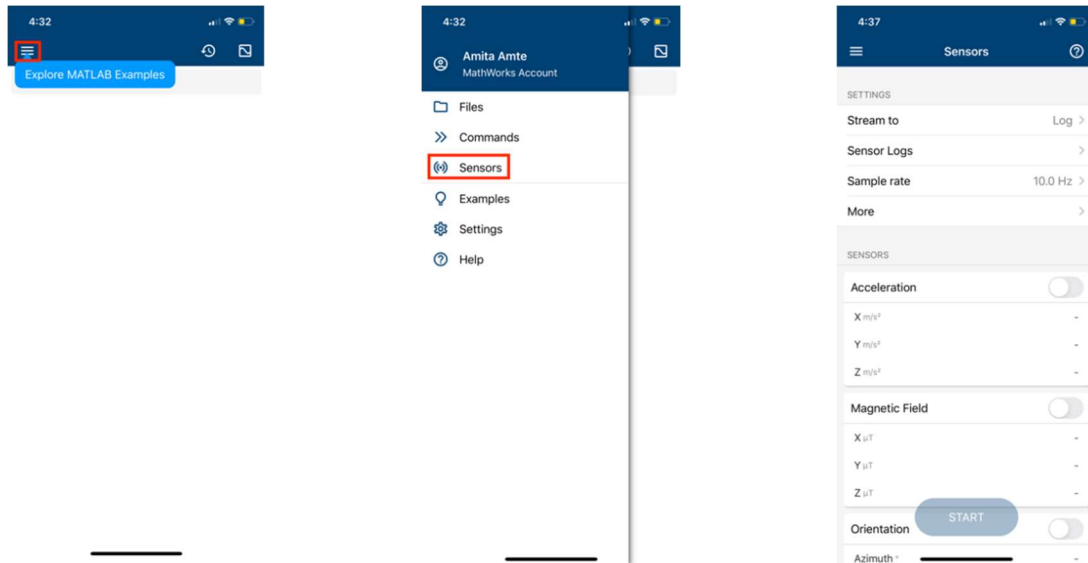 4:32
Explore MATLAB Examples
4:32
Amita Amte
MathWorks Account
Files
Commands
Sensors
Examples
Settings
Help
4:37
Sensors
SETTINGS
Stream to Log
Sensor Logs
Sample rate 10.0 Hz
More
SENSORS
Acceleration
X m/s² -
Y m/s² -
Z m/s² -
Magnetic Field
X µT -
Y µT -
Z µT -
START
Orientation
Azimuth ° -